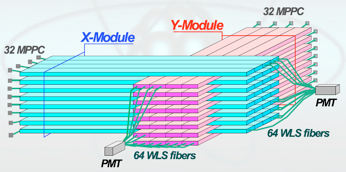 Y-Module
32 MPPC
X-Module
32 MPPC
PMT
64 WLS fibers
64 WLS fibers
PMT